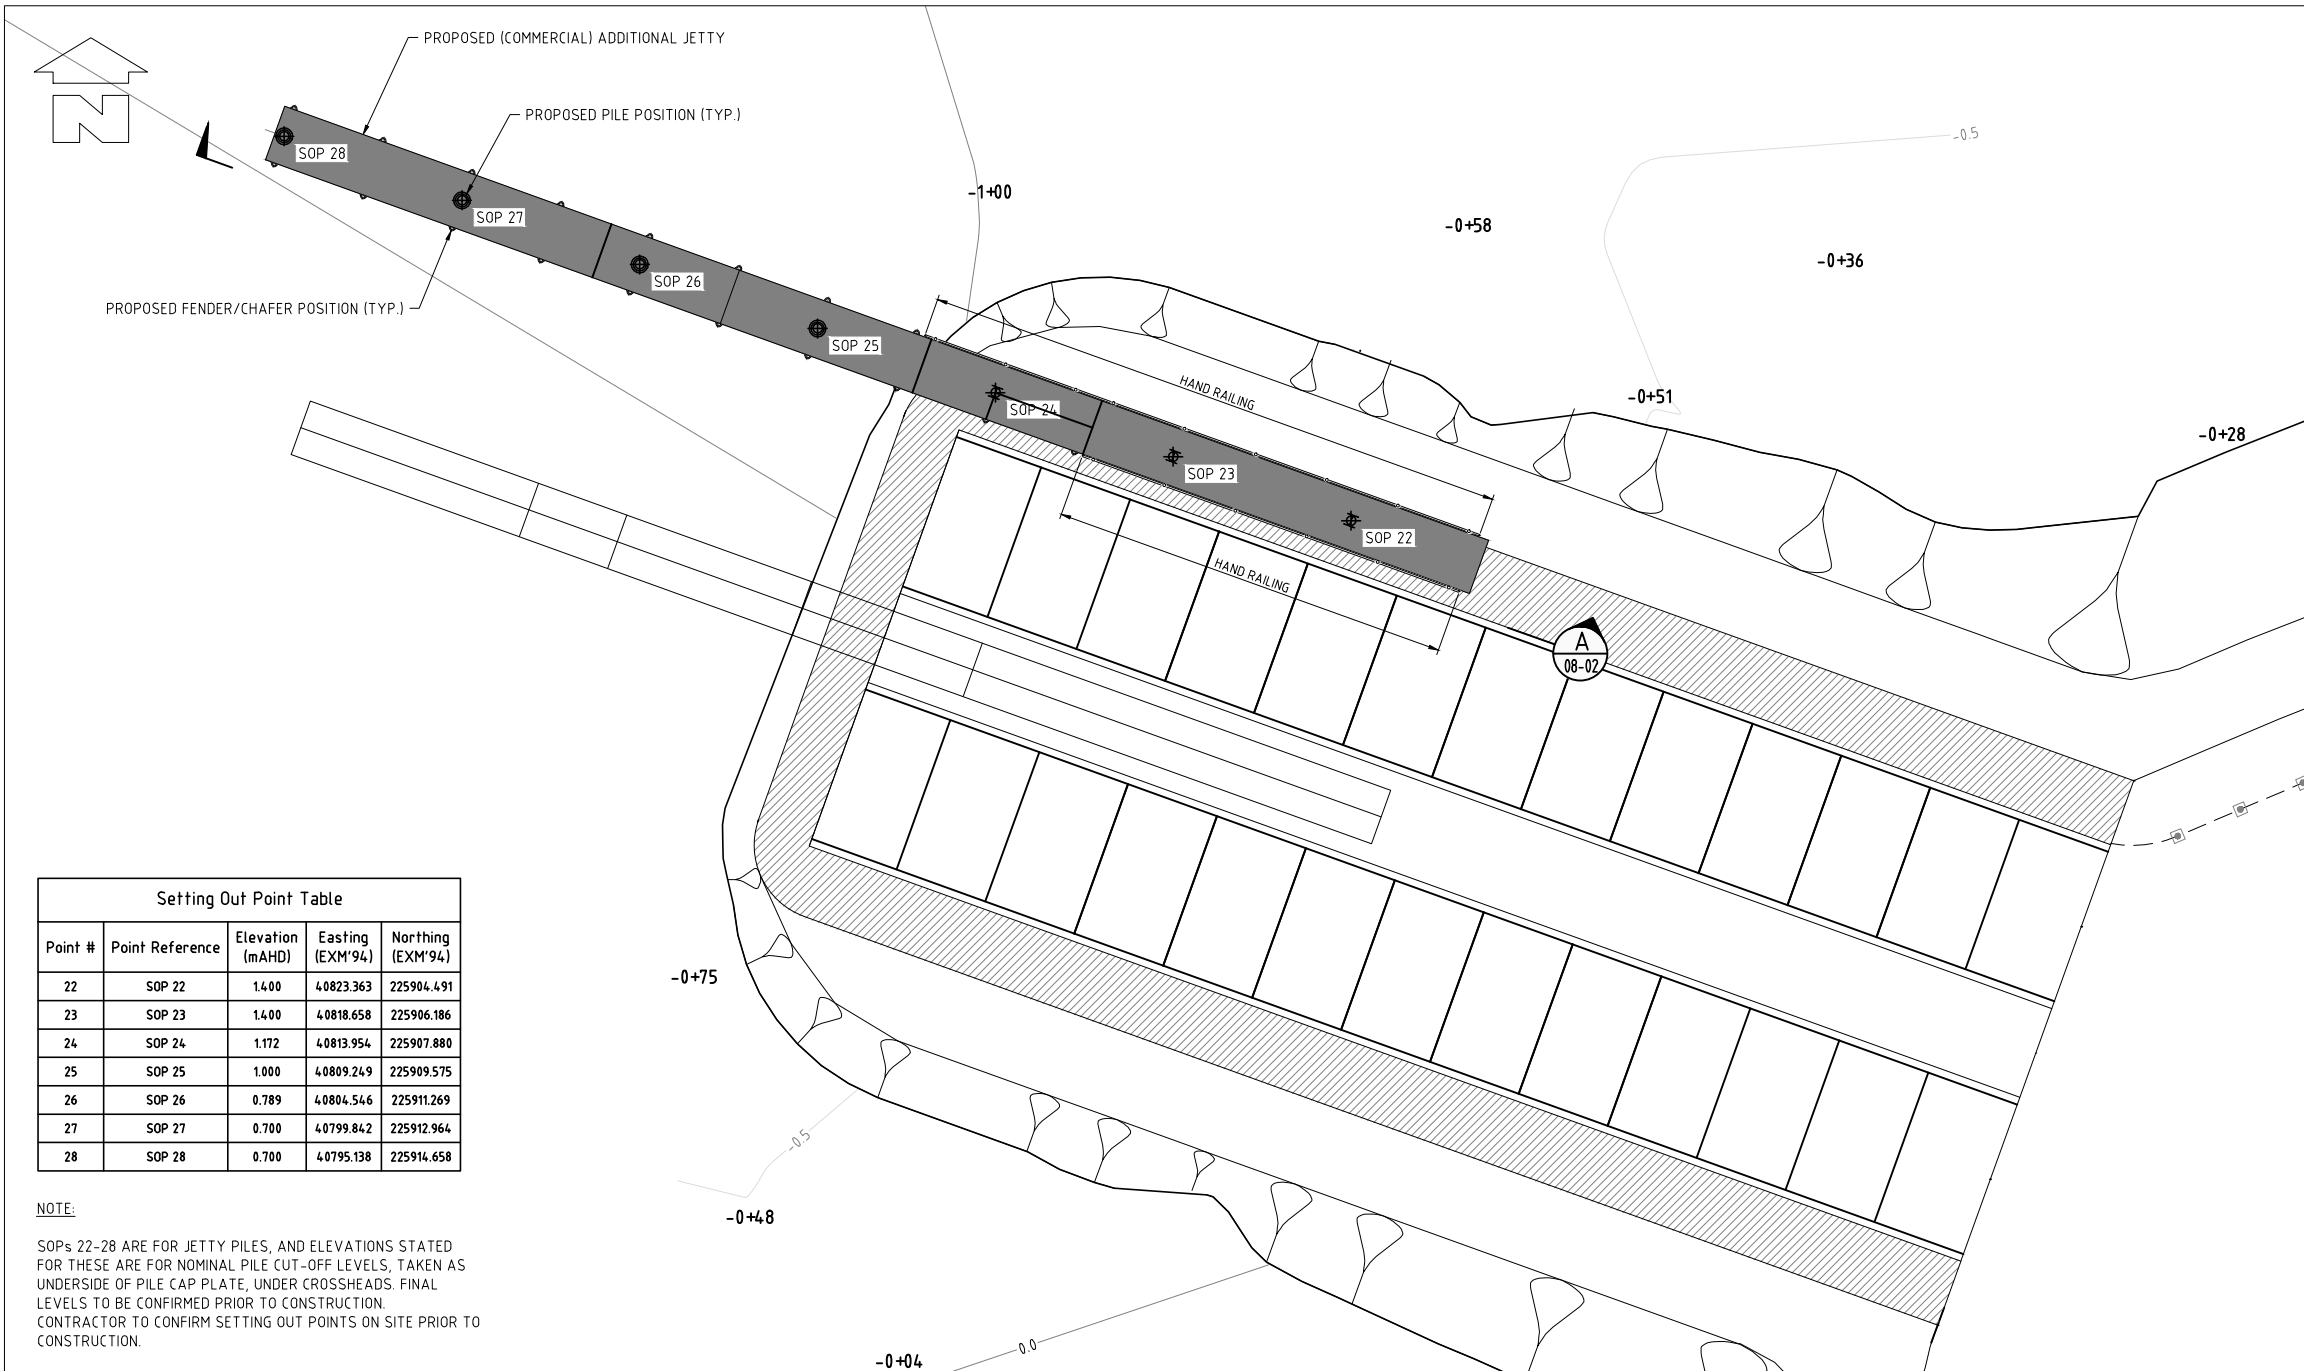 PROPOSED (COMMERCIAL) ADDITIONAL JETTY
N
PROPOSED PILE POSITION (TYP.)
-0.5
SOP 28
-1+00
SOP 27
-0+58
-0+36
SOP 26
PROPOSED FENDER/CHAFER POSITION (TYP.)
SOP 25
HAND RAILING
-0+51
SOP 24
-0+28
SOP 23
SOP 22
HAND RAILING
A
08-02
-0+75
Setting Out Point Table
Point # Point Reference Elevation (mAHD) Easting (EXM'94) Northing (EXM'94)
22 SOP 22 1.400 40823.363 225904.491
23 SOP 23 1.400 40818.658 225906.186
24 SOP 24 1.172 40813.954 225907.880
25 SOP 25 1.000 40809.249 225909.575
26 SOP 26 0.789 40804.546 225911.269
27 SOP 27 0.700 40799.842 225912.964
28 SOP 28 0.700 40795.138 225914.658
-0.5
-0+48
NOTE:
SOPs 22-28 ARE FOR JETTY PILES, AND ELEVATIONS STATED
FOR THESE ARE FOR NOMINAL PILE CUT-OFF LEVELS, TAKEN AS
UNDERSIDE OF PILE CAP PLATE, UNDER CROSSHEADS. FINAL
LEVELS TO BE CONFIRMED PRIOR TO CONSTRUCTION.
CONTRACTOR TO CONFIRM SETTING OUT POINTS ON SITE PRIOR TO
CONSTRUCTION.
0.0
-0+04